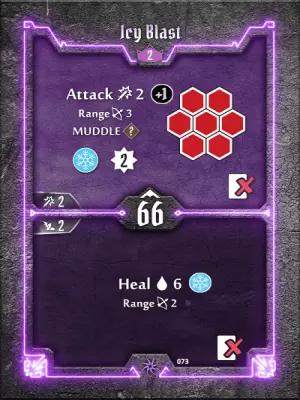 Icy Blast
2
Attack 2 +1
Range 3
MUDDLE ?
2
2
66
2
Heal 6
Range 2
073